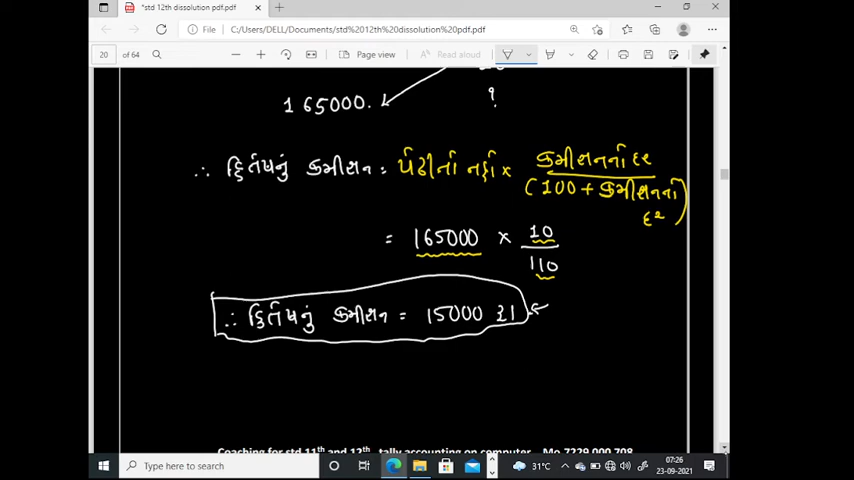 *std 12th dissolution pdf.pdf
File C:/Users/DELL/Documents/std%2012th%20dissolution%20pdf.pdf
20 of 64 Page view Read aloud
165000.
?
∴ દ્વિતેષનું કમીશન = પેઢીનો નફો × કમીશનનો દર
(100 + કમીશનનો દર)
= 165000 × 10
110
∴ દ્વિતેષનું કમીશન = 15000 રૂા
Coaching for std 11th and 12th tally accounting on computer Mo 7229 000 708
Type here to search 31°C 07:26
23-09-2021